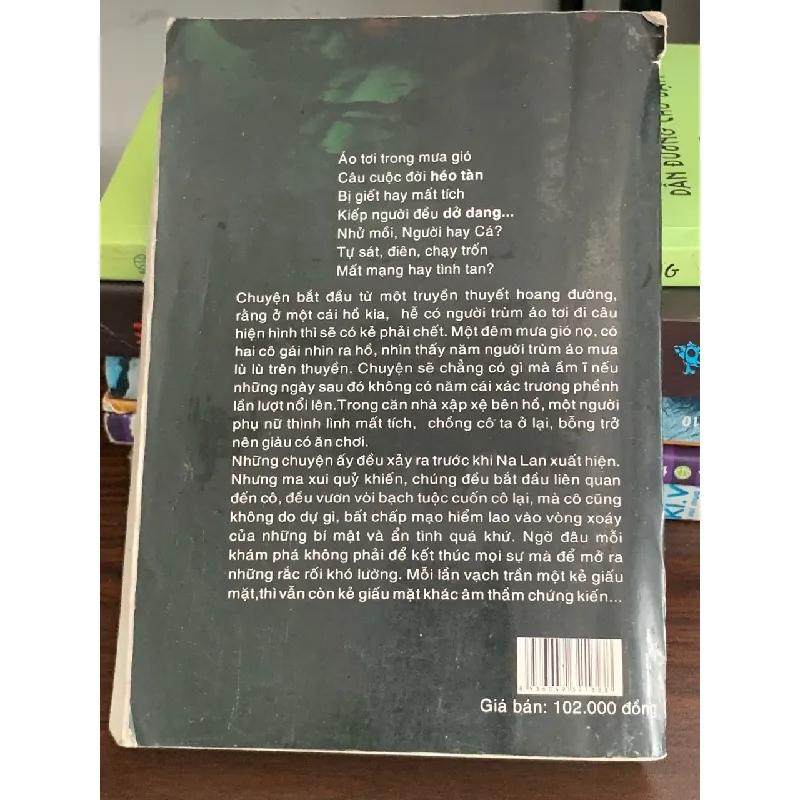 Áo tơi trong mưa gió
Câu cuộc đời héo tàn
Bị giết hay mất tích
Kiếp người đều dở dang...
Nhử mồi, Người hay Cá?
Tự sát, điên, chạy trốn
Mất mạng hay tình tan?
Chuyện bắt đầu từ một truyền thuyết hoang đường,
rằng ở một cái hồ kia, hễ có người trùm áo tơi đi câu
hiện hình thì sẽ có kẻ phải chết. Một đêm mưa gió nọ, có
hai cô gái nhìn ra hồ, nhìn thấy năm người trùm áo mưa
lù lù trên thuyền. Chuyện sẽ chẳng có gì mà ầm ĩ nếu
những ngày sau đó không có năm cái xác trương phềnh
lần lượt nổi lên.Trong căn nhà xập xệ bên hồ, một người
phụ nữ thình lình mất tích, chồng cô ta ở lại, bỗng trở
nên giàu có ăn chơi.
Những chuyện ấy đều xảy ra trước khi Na Lan xuất hiện.
Nhưng ma xui quỷ khiến, chúng đều bắt đầu liên quan
đến cô, đều vươn vòi bạch tuộc cuốn cô lại, mà cô cũng
không do dự gì, bất chấp mạo hiểm lao vào vòng xoáy
của những bí mật và ẩn tình quá khứ. Ngờ đâu mỗi
khám phá không phải để kết thúc mọi sự mà để mở ra
những rắc rối khó lường. Mỗi lần vạch trần một kẻ giấu
mặt,thì vẫn còn kẻ giấu mặt khác âm thầm chứng kiến...
Giá bán: 102.000 đồng
DẪN ĐƯỜNG CHO BẠN
NG
10
KI.V